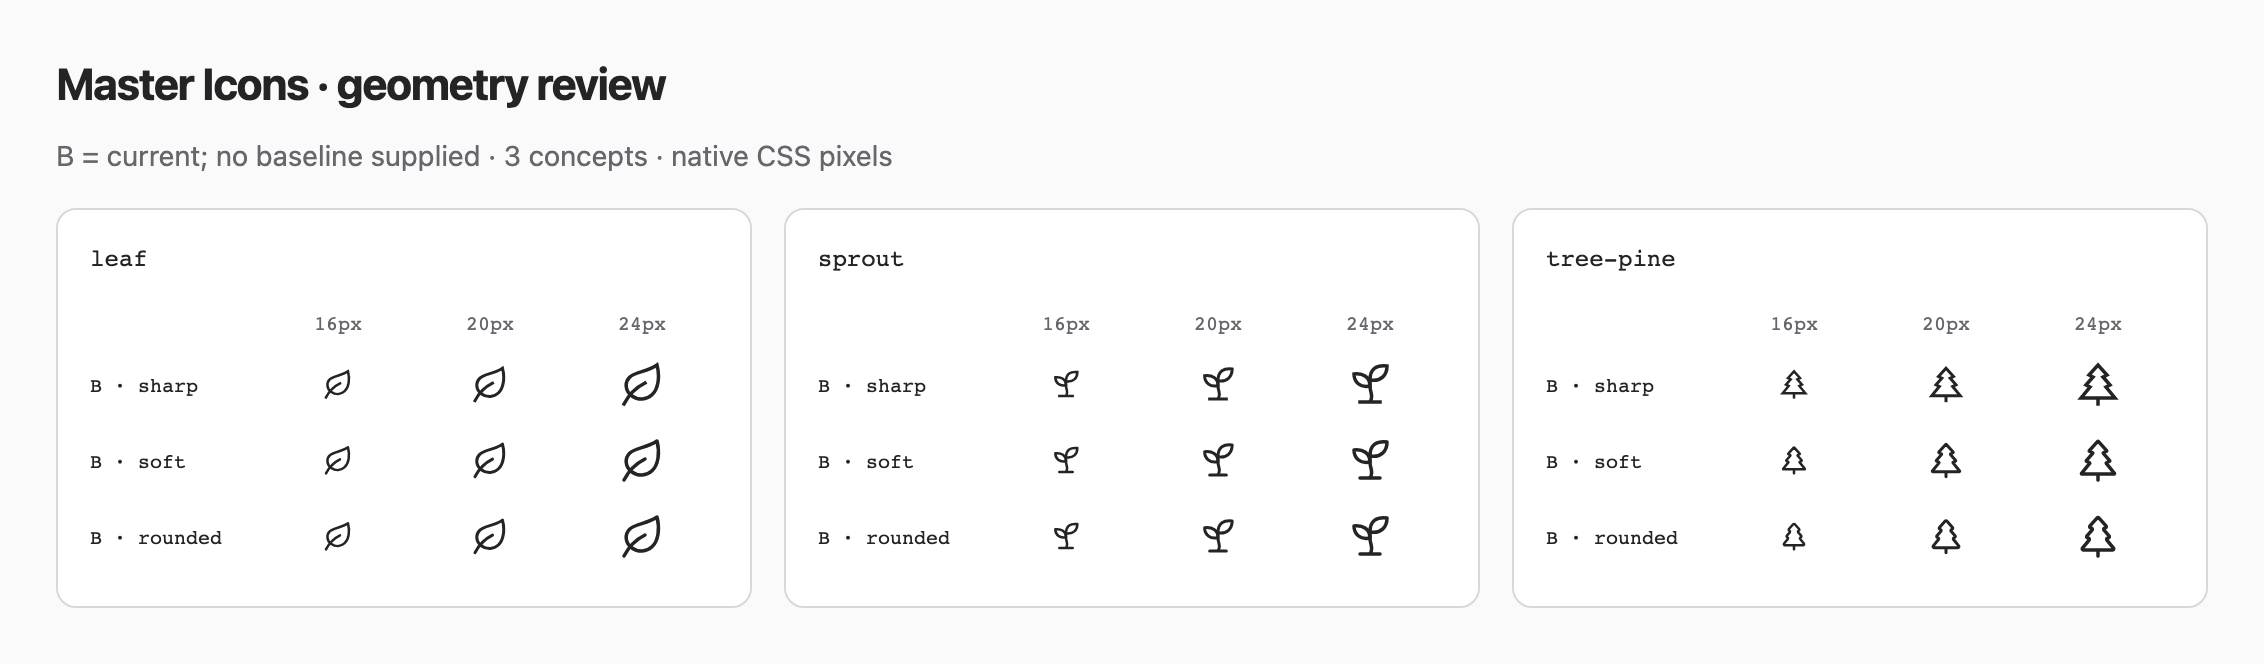 Master Icons · geometry review
B = current; no baseline supplied · 3 concepts · native CSS pixels
leaf
16px 20px 24px
B · sharp
B · soft
B · rounded
sprout
16px 20px 24px
B · sharp
B · soft
B · rounded
tree-pine
16px 20px 24px
B · sharp
B · soft
B · rounded